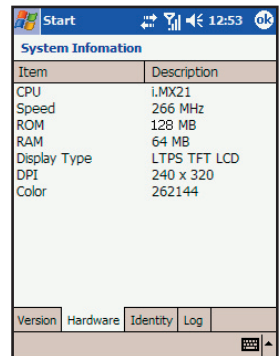 Start 12:53 ok
System Infomation
Item Description
CPU i.MX21
Speed 266 MHz
ROM 128 MB
RAM 64 MB
Display Type LTPS TFT LCD
DPI 240 x 320
Color 262144
Version Hardware Identity Log